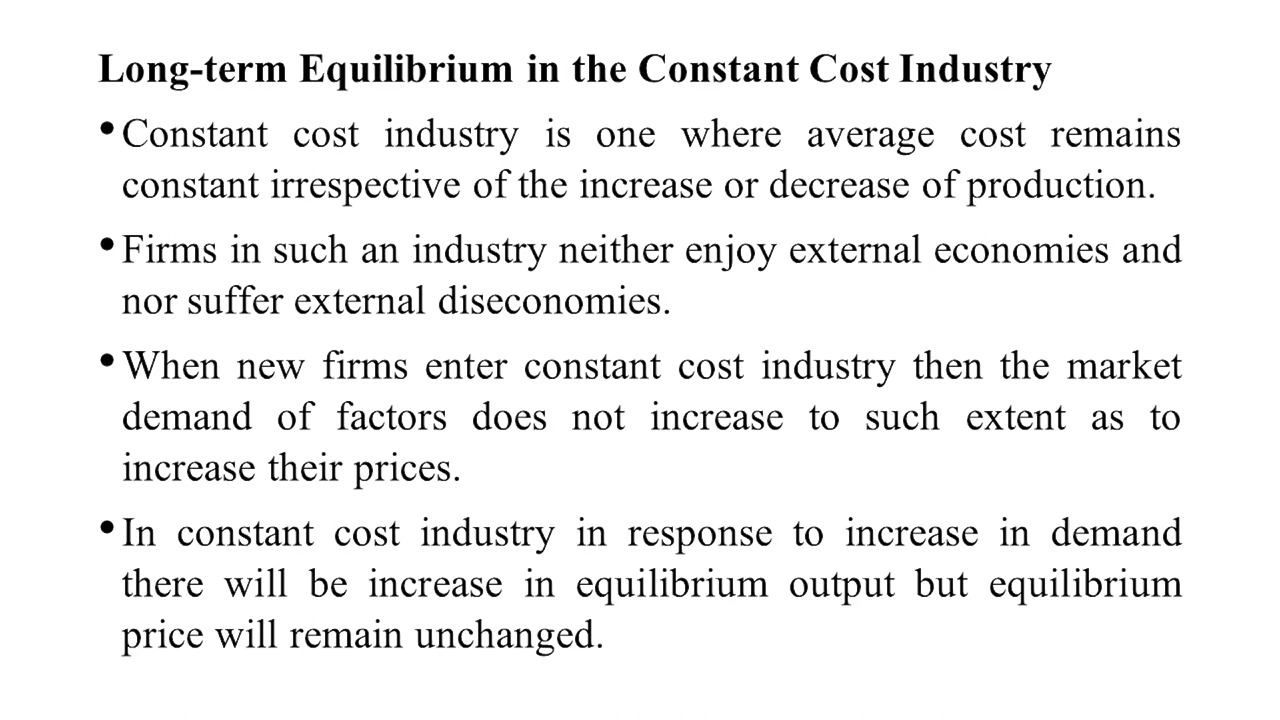 Long-term Equilibrium in the Constant Cost Industry
•Constant cost industry is one where average cost remains
constant irrespective of the increase or decrease of production.
•Firms in such an industry neither enjoy external economies and
nor suffer external diseconomies.
•When new firms enter constant cost industry then the market
demand of factors does not increase to such extent as to
increase their prices.
•In constant cost industry in response to increase in demand
there will be increase in equilibrium output but equilibrium
price will remain unchanged.